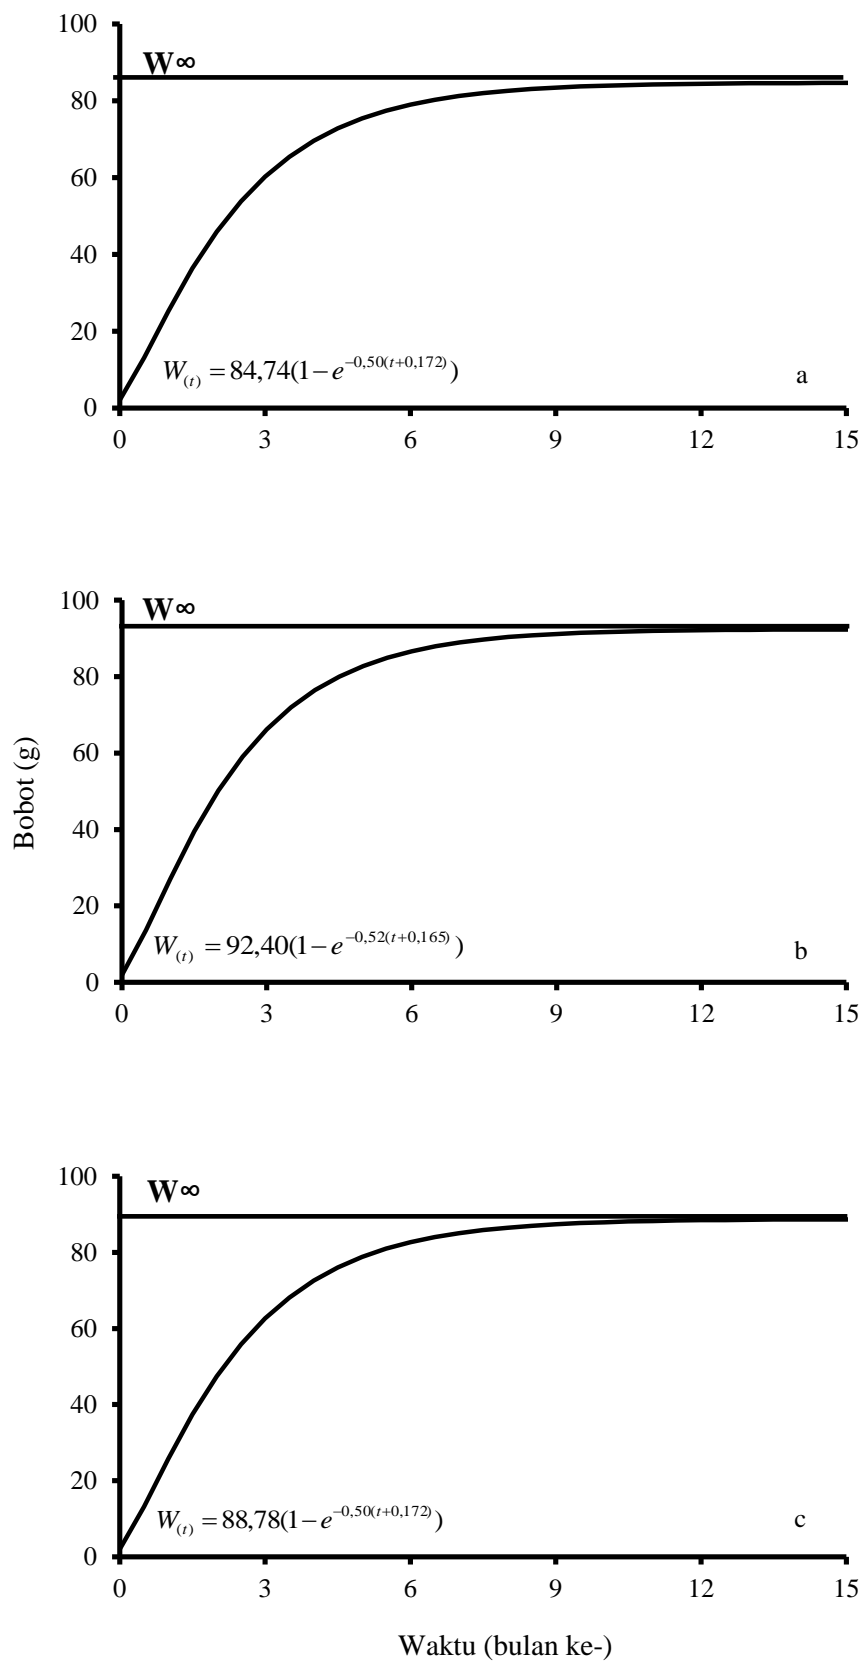 100
W∞
80
60
40
20
W(t) = 84,74(1−e^−0,50(t+0,172))
a
0
0 3 6 9 12 15
100
W∞
80
60
Bobot (g)
40
20
W(t) = 92,40(1−e^−0,52(t+0,165))
b
0
0 3 6 9 12 15
100
W∞
80
60
40
20
W(t) = 88,78(1−e^−0,50(t+0,172))
c
0
0 3 6 9 12 15
Waktu (bulan ke-)